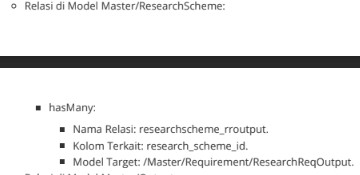 Relasi di Model Master/ResearchScheme:
hasMany:
Nama Relasi: researchscheme_rroutput.
Kolom Terkait: research_scheme_id.
Model Target: /Master/Requirement/ResearchReqOutput.